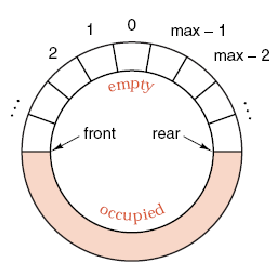 0
1
max – 1
2
max – 2
...
...
empty
front
rear
occupied